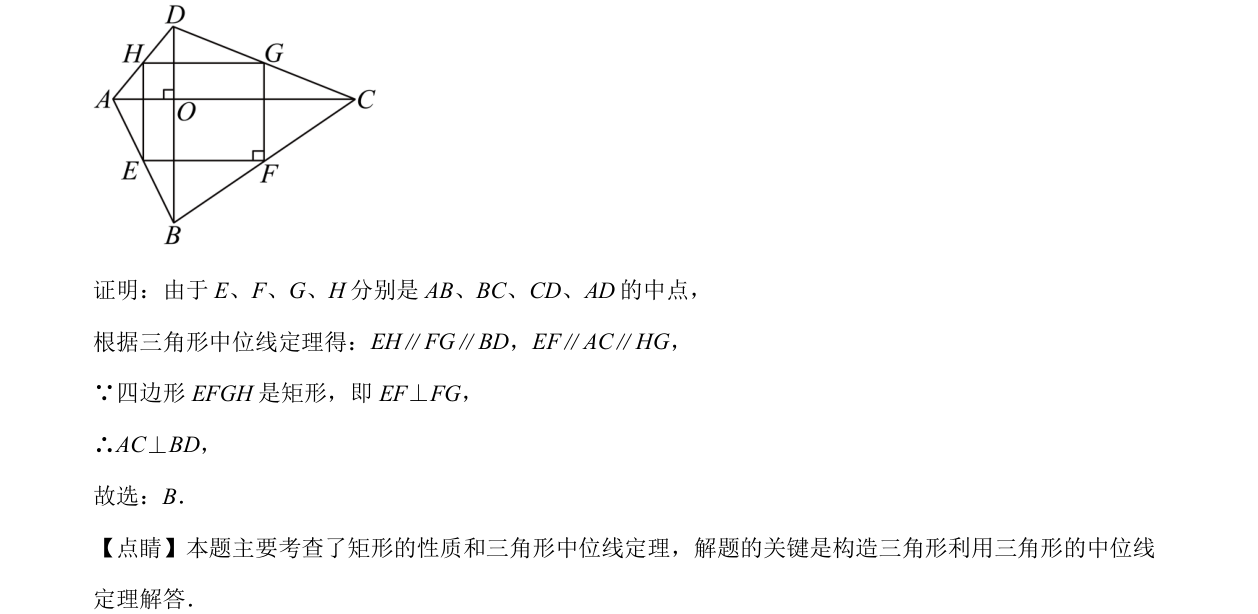 D
H
G
A
O
C
E
F
B
证明：由于 E、F、G、H 分别是 AB、BC、CD、AD 的中点，
根据三角形中位线定理得：EH∥FG∥BD，EF∥AC∥HG，
∵四边形 EFGH 是矩形，即 EF⊥FG，
∴AC⊥BD，
故选：B．
【点睛】本题主要考查了矩形的性质和三角形中位线定理，解题的关键是构造三角形利用三角形的中位线
定理解答．